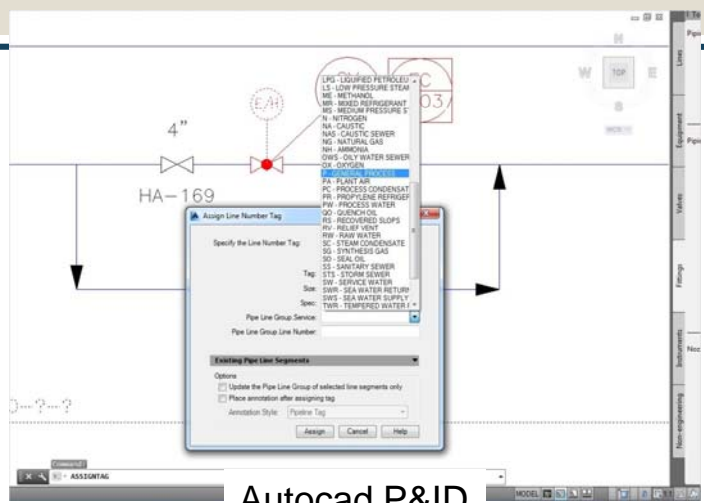 To
Pipi
N
W
TOP
E
S
WCS
Lines
Equipment
Valves
Fittings
Instruments
Non-engineering
E/H
4"
HA-169
LPG - LIQUIFIED PETROLEU
LS - LOW PRESSURE STEAM
ME - METHANOL
MR - MIXED REFRIGERANT
MS - MEDIUM PRESSURE S
N - NITROGEN
NA - CAUSTIC
NAS - CAUSTIC SEWER
NG - NATURAL GAS
NH - AMMONIA
OWS - OILY WATER SEWER
OX - OXYGEN
P - GENERAL PROCESS
PA - PLANT AIR
PC - PROCESS CONDENSAT
PR - PROPYLENE REFRIGER
PW - PROCESS WATER
QO - QUENCH OIL
RS - RECOVERED SLOPS
RV - RELIEF VENT
RW - RAW WATER
SC - STEAM CONDENSATE
SG - SYNTHESIS GAS
SO - SEAL OIL
SS - SANITARY SEWER
STS - STORM SEWER
SW - SERVICE WATER
SWR - SEA WATER RETURN
SWS - SEA WATER SUPPLY
TWR - TEMPERED WATER
Assign Line Number Tag
Specify the Line Number Tag:
Tag:
Size:
Spec:
Pipe Line Group.Service:
Pipe Line Group.Line Number:
Existing Pipe Line Segments
Options
Update the Pipe Line Group of selected line segments only
Place annotation after assigning tag
Annotation Style: Pipeline Tag
Assign Cancel Help
-?-?
Command:
ASSIGNTAG
MODEL
Autocad P&ID